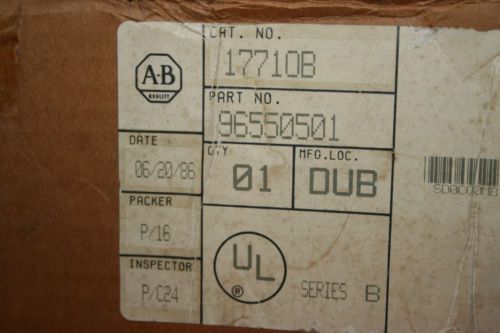 A-B
QUALITY
CAT. NO.
1771OB
PART NO.
96550501
DATE
06/20/86
QTY
01
MFG.LOC.
DUB
PACKER
P/16
INSPECTOR
P/C24
UL
®
SERIES B